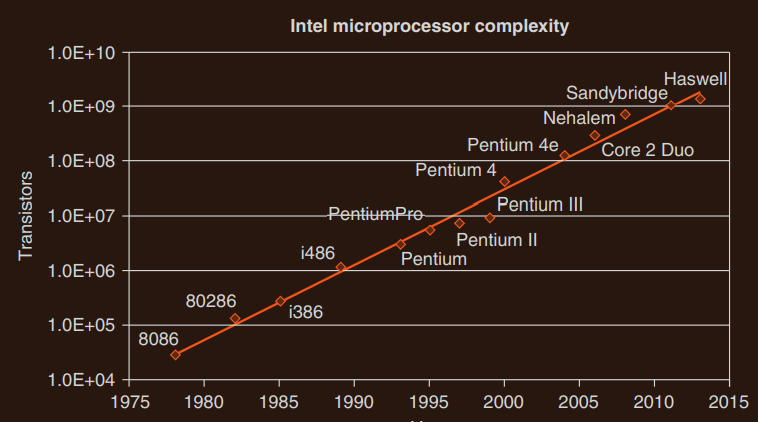 Intel microprocessor complexity
Transistors
1.0E+10
1.0E+09
1.0E+08
1.0E+07
1.0E+06
1.0E+05
1.0E+04
Haswell
Sandybridge
Nehalem
Core 2 Duo
Pentium 4e
Pentium 4
Pentium III
PentiumPro
Pentium II
Pentium
i486
i386
80286
8086
1975 1980 1985 1990 1995 2000 2005 2010 2015